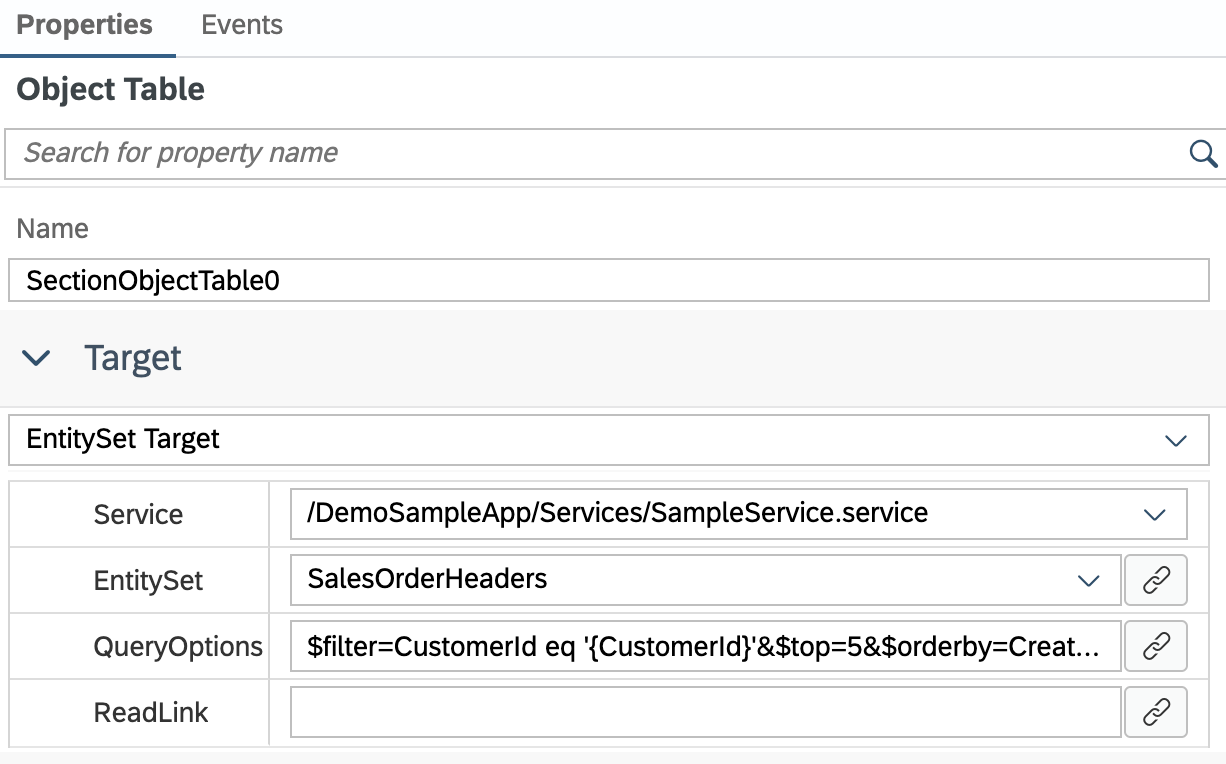 Properties Events
Object Table
Search for property name
Name
SectionObjectTable0
Target
EntitySet Target
Service /DemoSampleApp/Services/SampleService.service
EntitySet SalesOrderHeaders
QueryOptions $filter=CustomerId eq '{CustomerId}'&$top=5&$orderby=Creat...
ReadLink